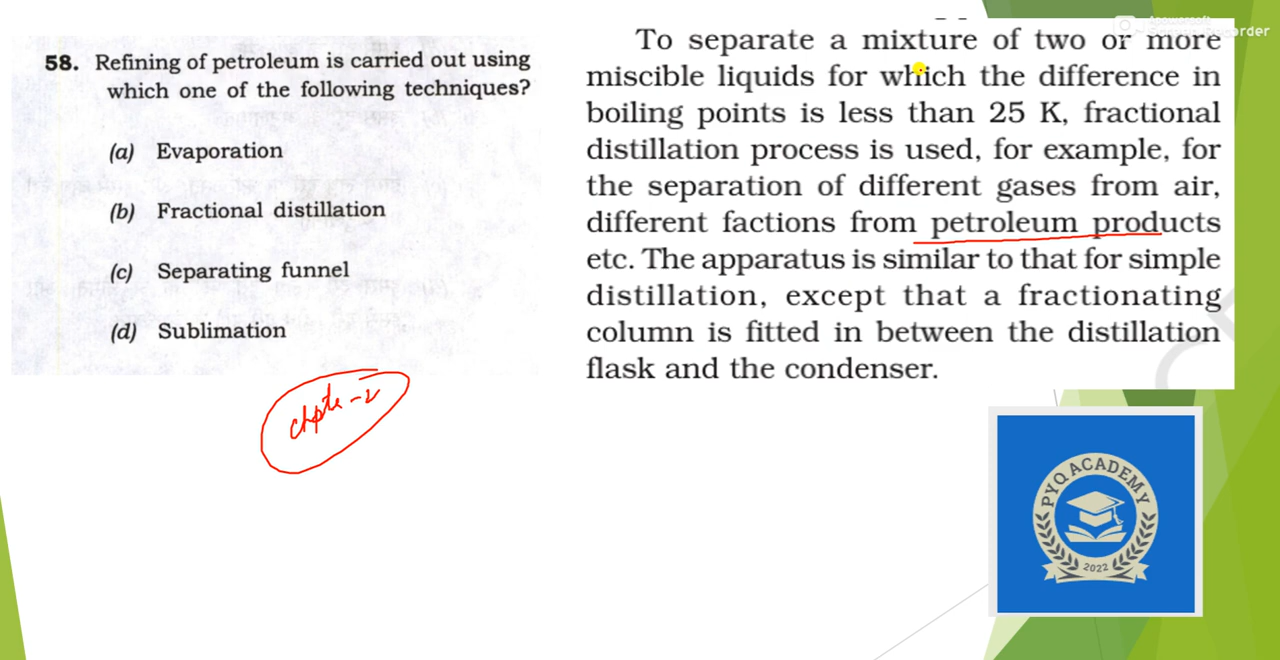 58. Refining of petroleum is carried out using
which one of the following techniques?
(a) Evaporation
(b) Fractional distillation
(c) Separating funnel
(d) Sublimation
To separate a mixture of two or more
miscible liquids for which the difference in
boiling points is less than 25 K, fractional
distillation process is used, for example, for
the separation of different gases from air,
different factions from petroleum products
etc. The apparatus is similar to that for simple
distillation, except that a fractionating
column is fitted in between the distillation
flask and the condenser.
PYQ ACADEMY
2022